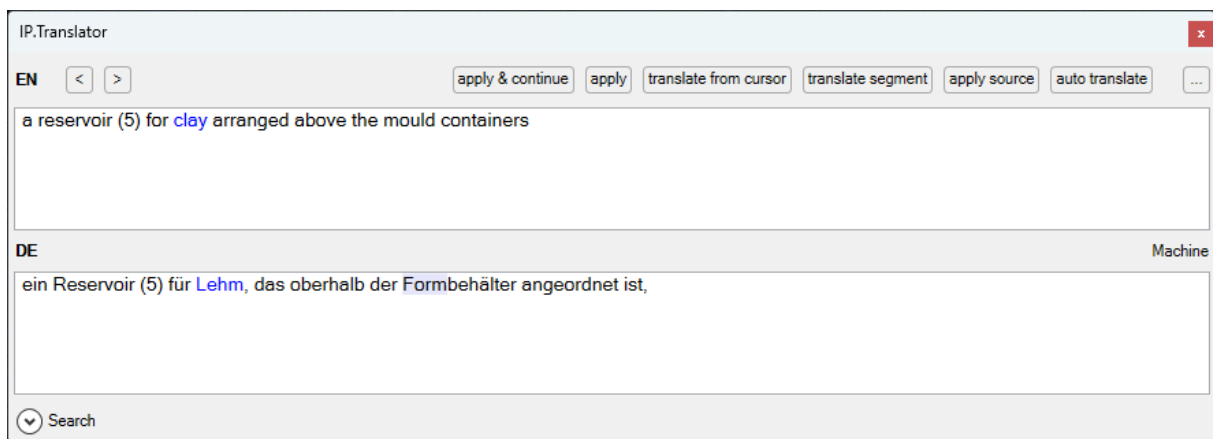 IP.Translator
x
EN < > apply & continue apply translate from cursor translate segment apply source auto translate ...
a reservoir (5) for clay arranged above the mould containers
DE Machine
ein Reservoir (5) für Lehm, das oberhalb der Formbehälter angeordnet ist,
Search